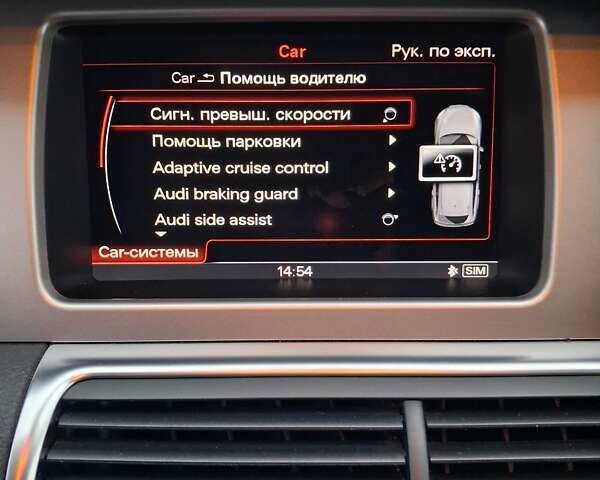 Car Рук. по эксп.
Car Помощь водителю
Сигн. превыш. скорости
Помощь парковки
Adaptive cruise control
Audi braking guard
Audi side assist
Car-системы
14:54 SIM